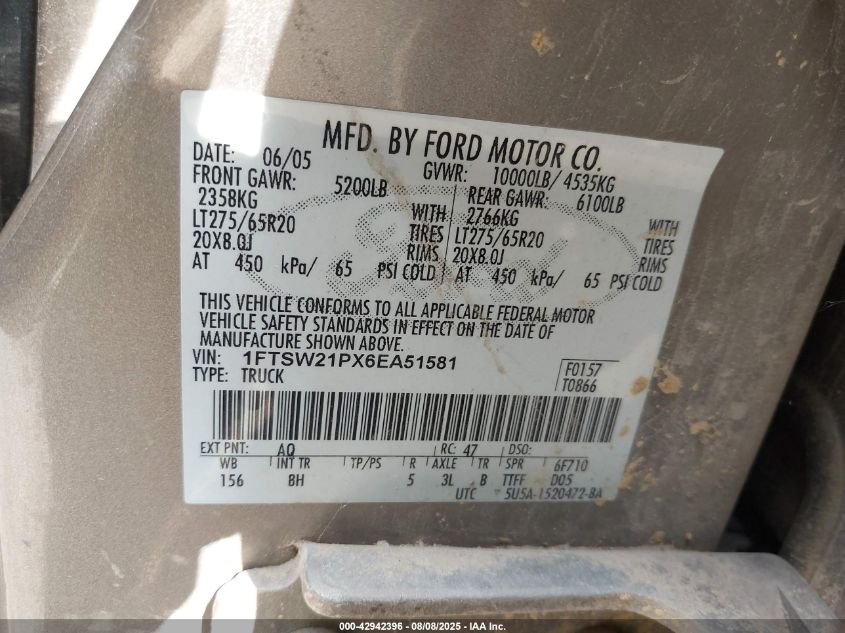 MFD. BY FORD MOTOR CO.
DATE: 06/05 GVWR: 10000LB/ 4535KG
FRONT GAWR: 5200LB REAR GAWR: 6100LB
2358KG WITH 2766KG WITH
LT275/65R20 TIRES LT275/65R20 TIRES
20X8.0J RIMS 20X8.0J RIMS
AT 450 kPa/ 65 PSI COLD AT 450 kPa/ 65 PSI COLD
THIS VEHICLE CONFORMS TO ALL APPLICABLE FEDERAL MOTOR
VEHICLE SAFETY STANDARDS IN EFFECT ON THE DATE OF
MANUFACTURE SHOWN ABOVE.
VIN: 1FTSW21PX6EA51581 F0157
TYPE: TRUCK T0866
EXT PNT: AQ RC: 47 DSO:
WB INT TR TP/PS R AXLE TR SPR 6F710
156 BH 5 3L B TTFF D05
UTC 5U5A-1520472-BA
000-42942396 - 08/08/2025 - IAA Inc.